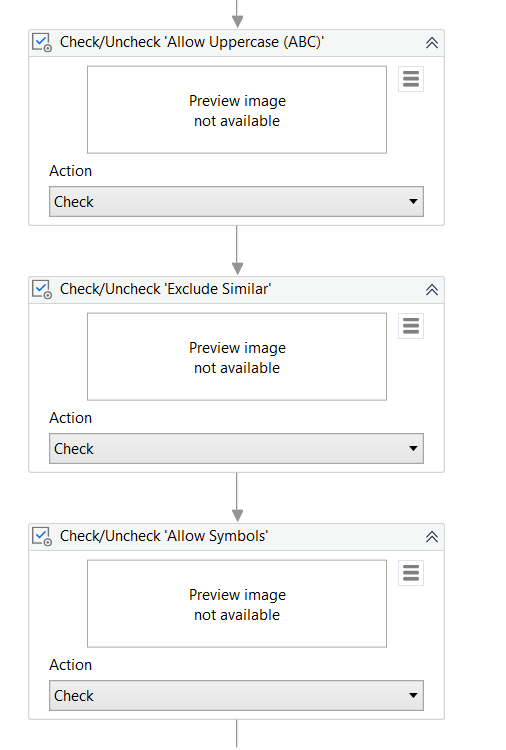 Check/Uncheck 'Allow Uppercase (ABC)'
Preview image
not available
Action
Check
Check/Uncheck 'Exclude Similar'
Preview image
not available
Action
Check
Check/Uncheck 'Allow Symbols'
Preview image
not available
Action
Check